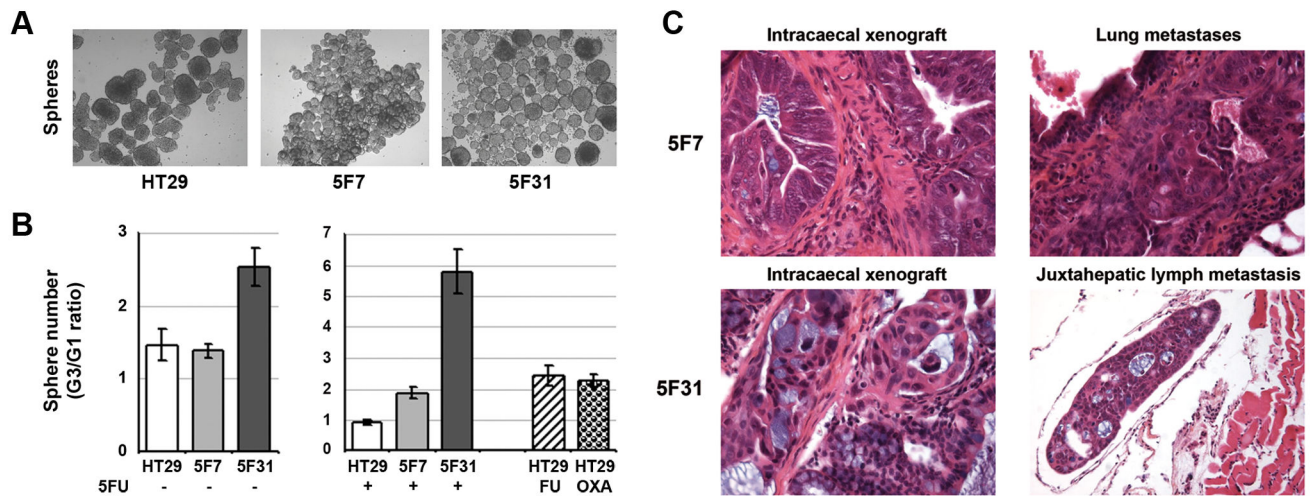 A
Spheres
HT29 5F7 5F31
B
Sphere number
(G3/G1 ratio)
3
2
1
0
HT29 5F7 5F31
5FU - - -
7
6
5
4
3
2
1
0
HT29 5F7 5F31 HT29 HT29
+ + + FU OXA
C
Intracaecal xenograft Lung metastases
5F7
Intracaecal xenograft Juxtahepatic lymph metastasis
5F31